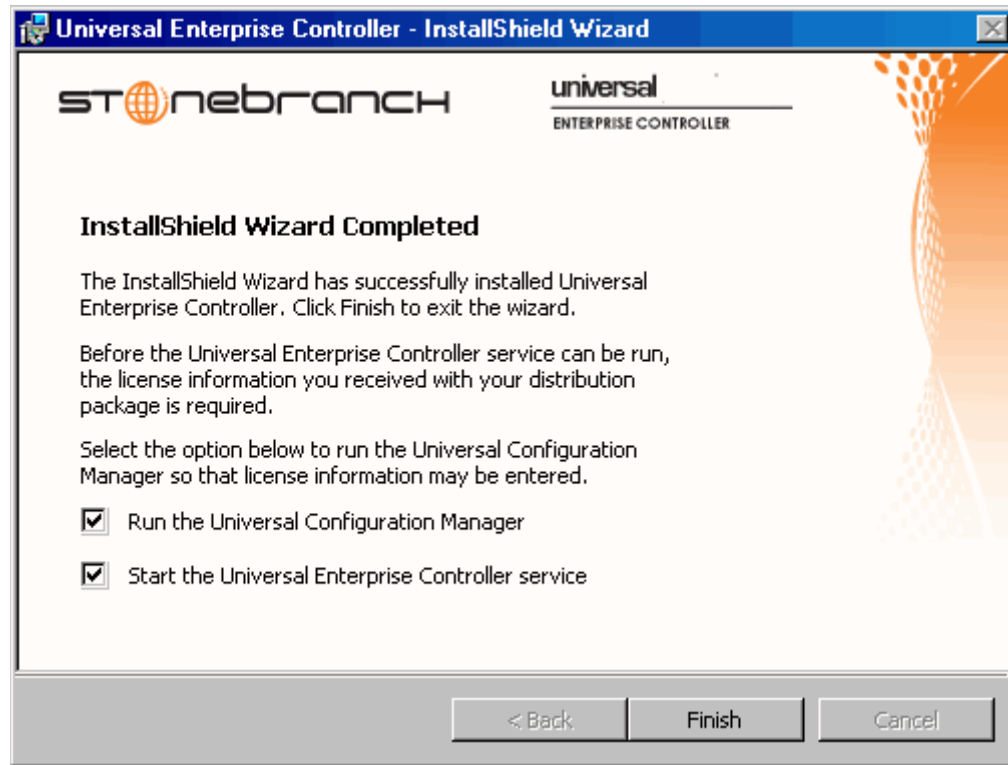 Universal Enterprise Controller - InstallShield Wizard
stonebranch
universal
ENTERPRISE CONTROLLER
InstallShield Wizard Completed
The InstallShield Wizard has successfully installed Universal
Enterprise Controller. Click Finish to exit the wizard.
Before the Universal Enterprise Controller service can be run,
the license information you received with your distribution
package is required.
Select the option below to run the Universal Configuration
Manager so that license information may be entered.
Run the Universal Configuration Manager
Start the Universal Enterprise Controller service
< Back
Finish
Cancel